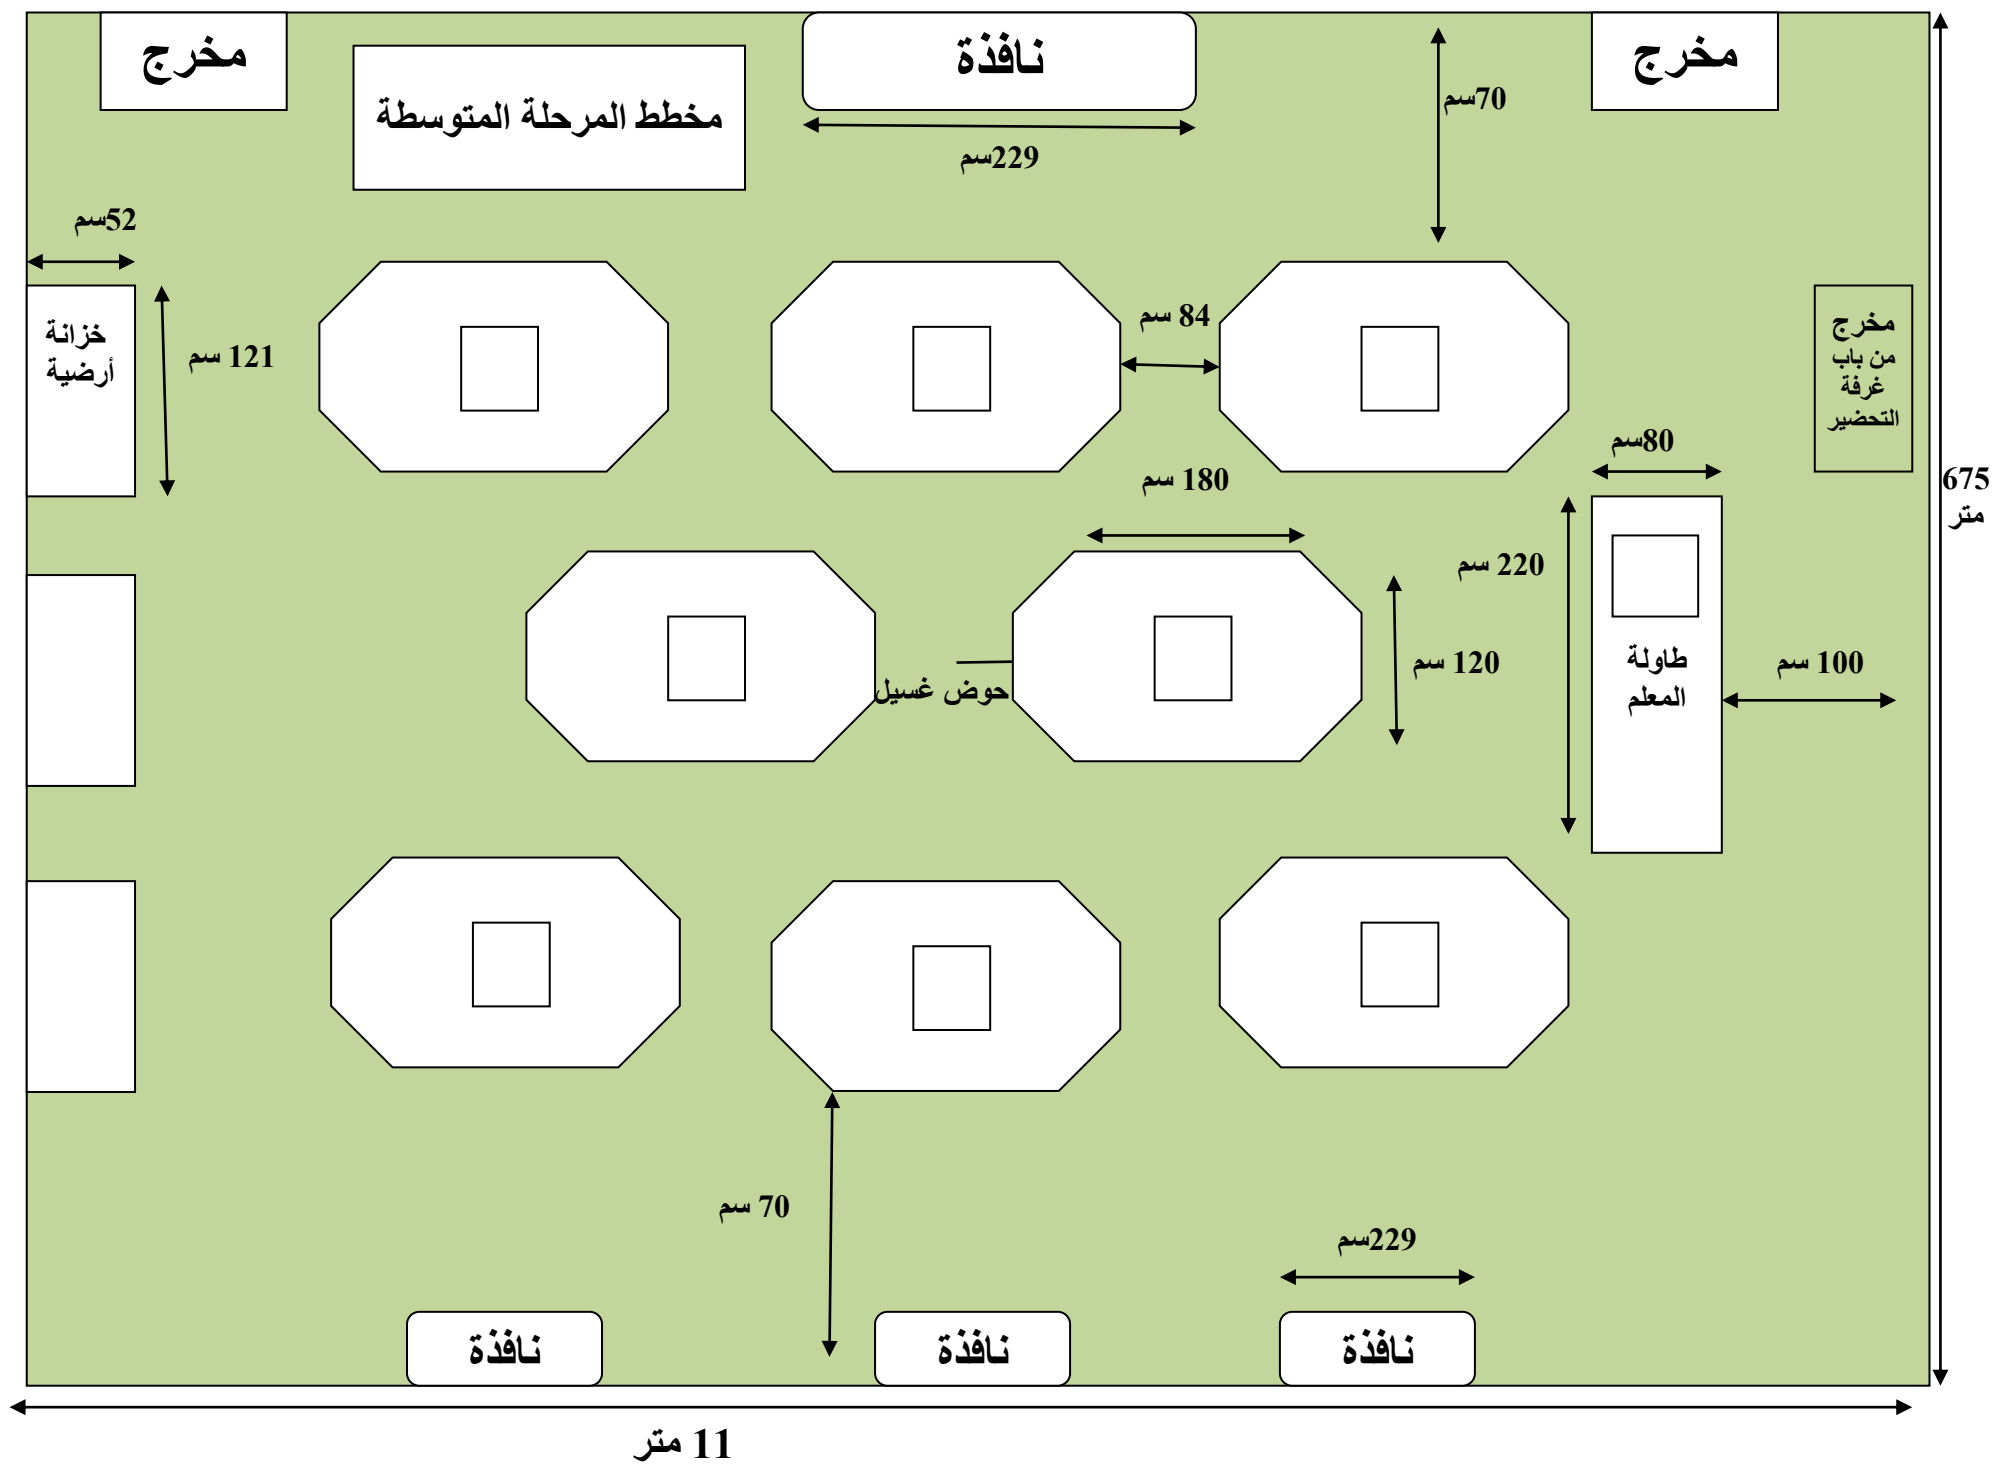 مخرج
نافذة
مخرج
مخطط المرحلة المتوسطة
70سم
229سم
52سم
خزانة
أرضية
121 سم
84 سم
مخرج
من باب
غرفة
التحضير
80سم
180 سم
675
متر
220 سم
120 سم
طاولة
المعلم
100 سم
حوض غسيل
70 سم
229سم
نافذة
نافذة
نافذة
11 متر